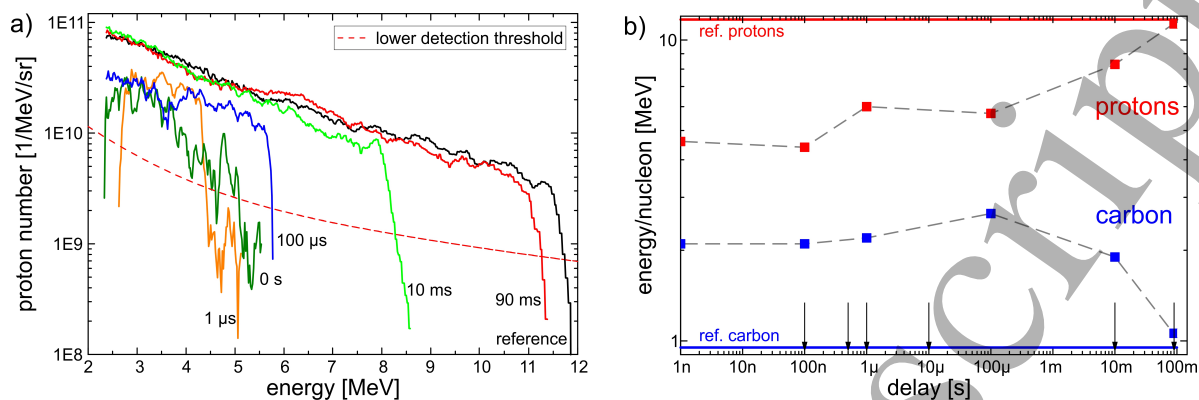 a)
lower detection threshold
proton number [1/MeV/sr]
1E11
1E10
1E9
1E8
100 µs
0 s
1 µs
10 ms
90 ms
reference
2 3 4 5 6 7 8 9 10 11 12
energy [MeV]
b)
ref. protons
energy/nucleon [MeV]
10
1
protons
carbon
ref. carbon
1n 10n 100n 1µ 10µ 100µ 1m 10m 100m
delay [s]
script